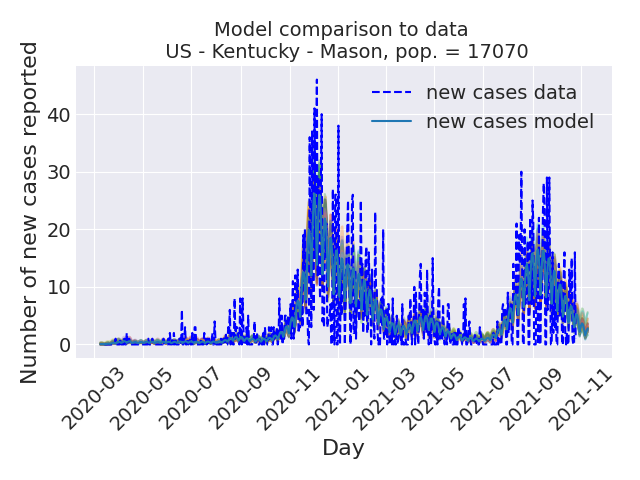 Model comparison to data
US - Kentucky - Mason, pop. = 17070
Number of new cases reported
40
30
20
10
0
new cases data
new cases model
2020-03
2020-05
2020-07
2020-09
2020-11
2021-01
2021-03
2021-05
2021-07
2021-09
2021-11
Day